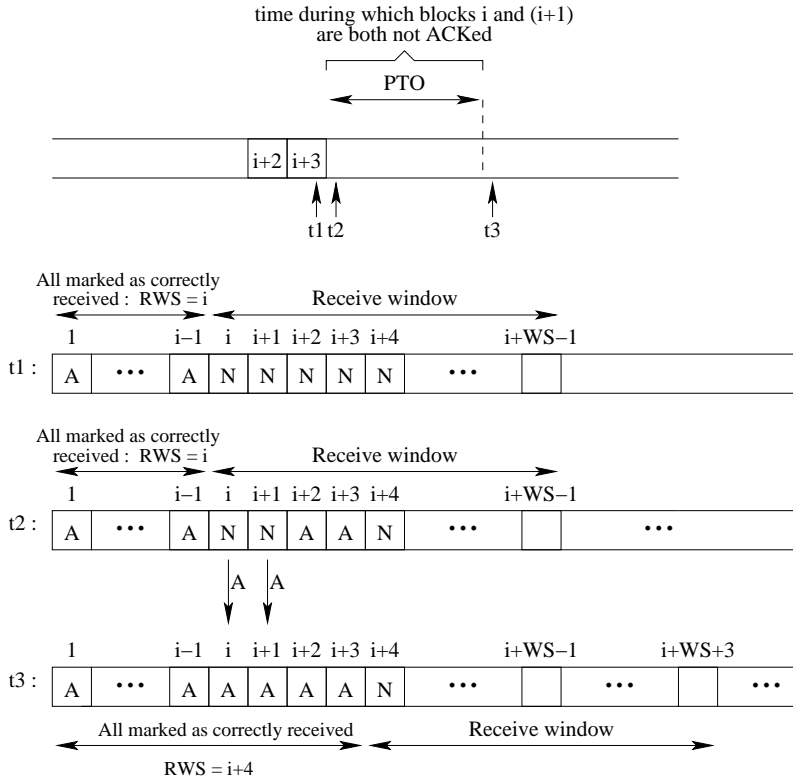 time during which blocks i and (i+1)
are both not ACKed
PTO
i+2 i+3
t1 t2 t3
All marked as correctly
received : RWS = i
Receive window
1 i−1 i i+1 i+2 i+3 i+4 i+WS−1
t1 : A ••• A N N N N N •••
All marked as correctly
received : RWS = i
Receive window
1 i−1 i i+1 i+2 i+3 i+4 i+WS−1
t2 : A ••• A N N A A N ••• •••
A A
1 i−1 i i+1 i+2 i+3 i+4 i+WS−1 i+WS+3
t3 : A ••• A A A A A N ••• ••• •••
All marked as correctly received Receive window
RWS = i+4